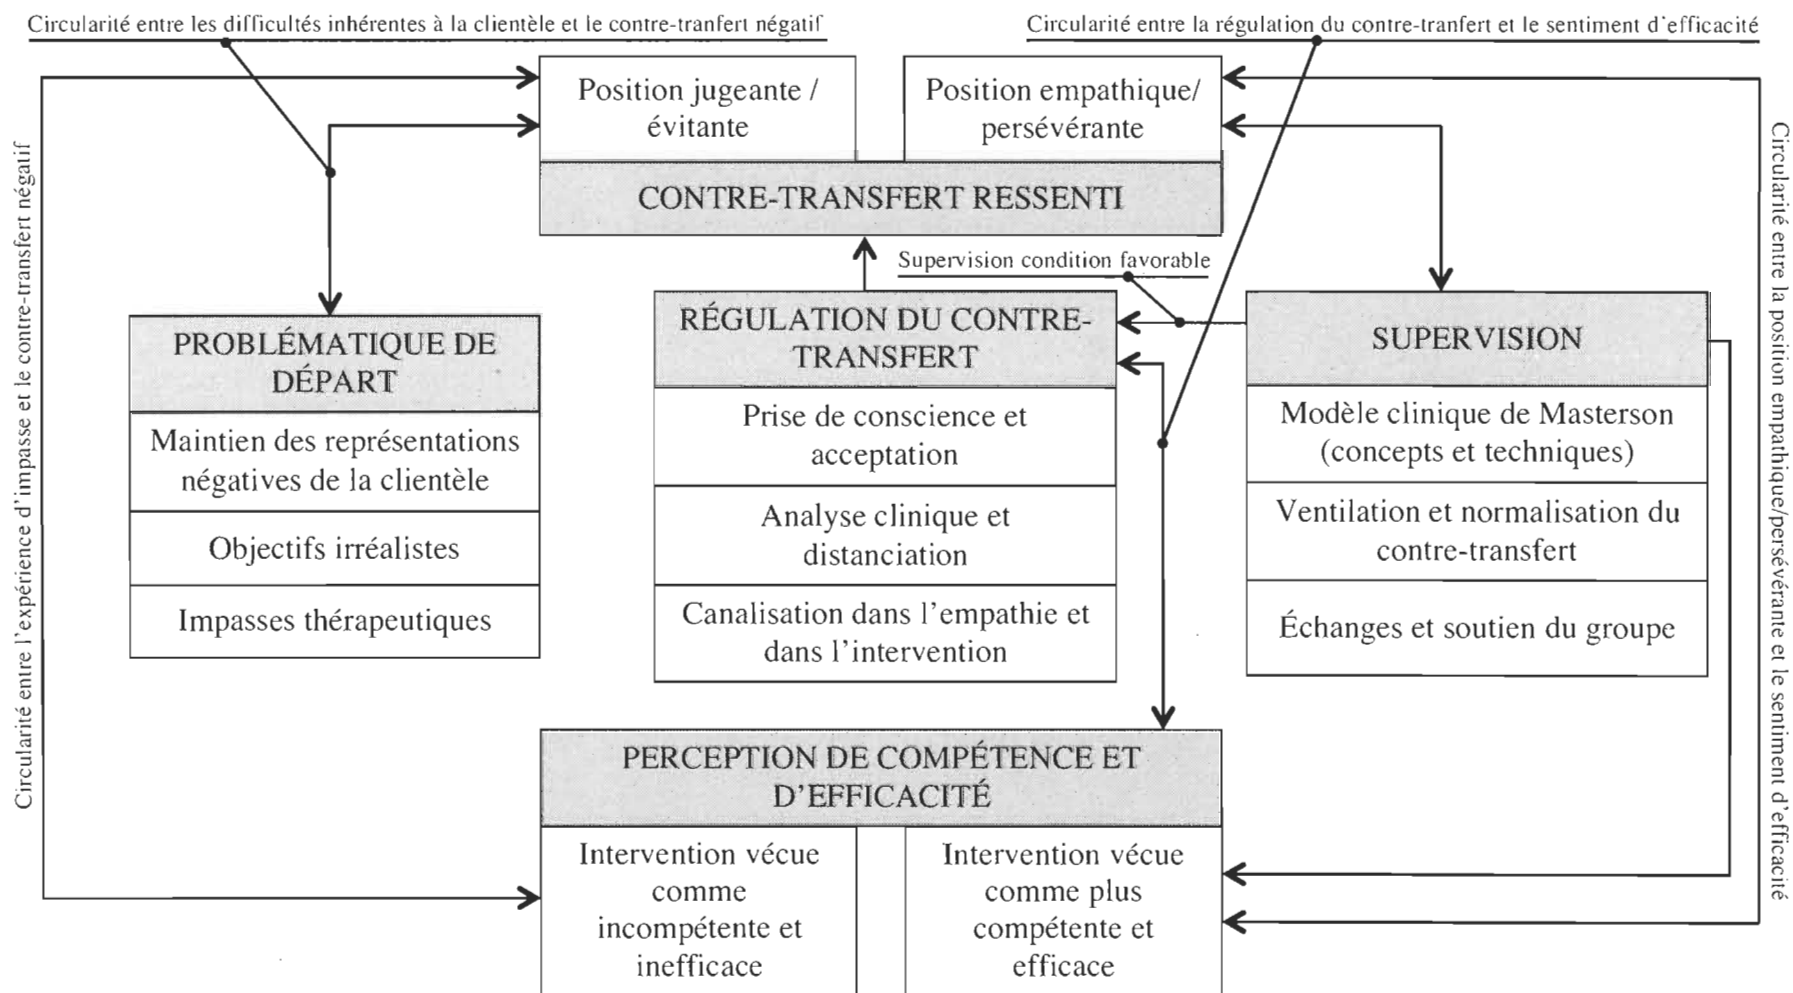 Circularité entre les difficultés inhérentes à la clientèle et le contre-tranfert négatif
Circularité entre la régulation du contre-tranfert et le sentiment d'efficacité
Position jugeante /
évitante
Position empathique/
persévérante
CONTRE-TRANSFERT RESSENTI
Circularité entre l'expérience d'impasse et le contre-transfert négatif
Circularité entre la position empathique/persévérante et le sentiment d'efficacité
Supervision condition favorable
PROBLÉMATIQUE DE
DÉPART
Maintien des représentations
négatives de la clientèle
Objectifs irréalistes
Impasses thérapeutiques
RÉGULATION DU CONTRE-
TRANSFERT
Prise de conscience et
acceptation
Analyse clinique et
distanciation
Canalisation dans l'empathie et
dans l'intervention
SUPERVISION
Modèle clinique de Masterson
(concepts et techniques)
Ventilation et normalisation du
contre-transfert
Échanges et soutien du groupe
PERCEPTION DE COMPÉTENCE ET
D'EFFICACITÉ
Intervention vécue
comme
incompétente et
inefficace
Intervention vécue
comme plus
compétente et
efficace